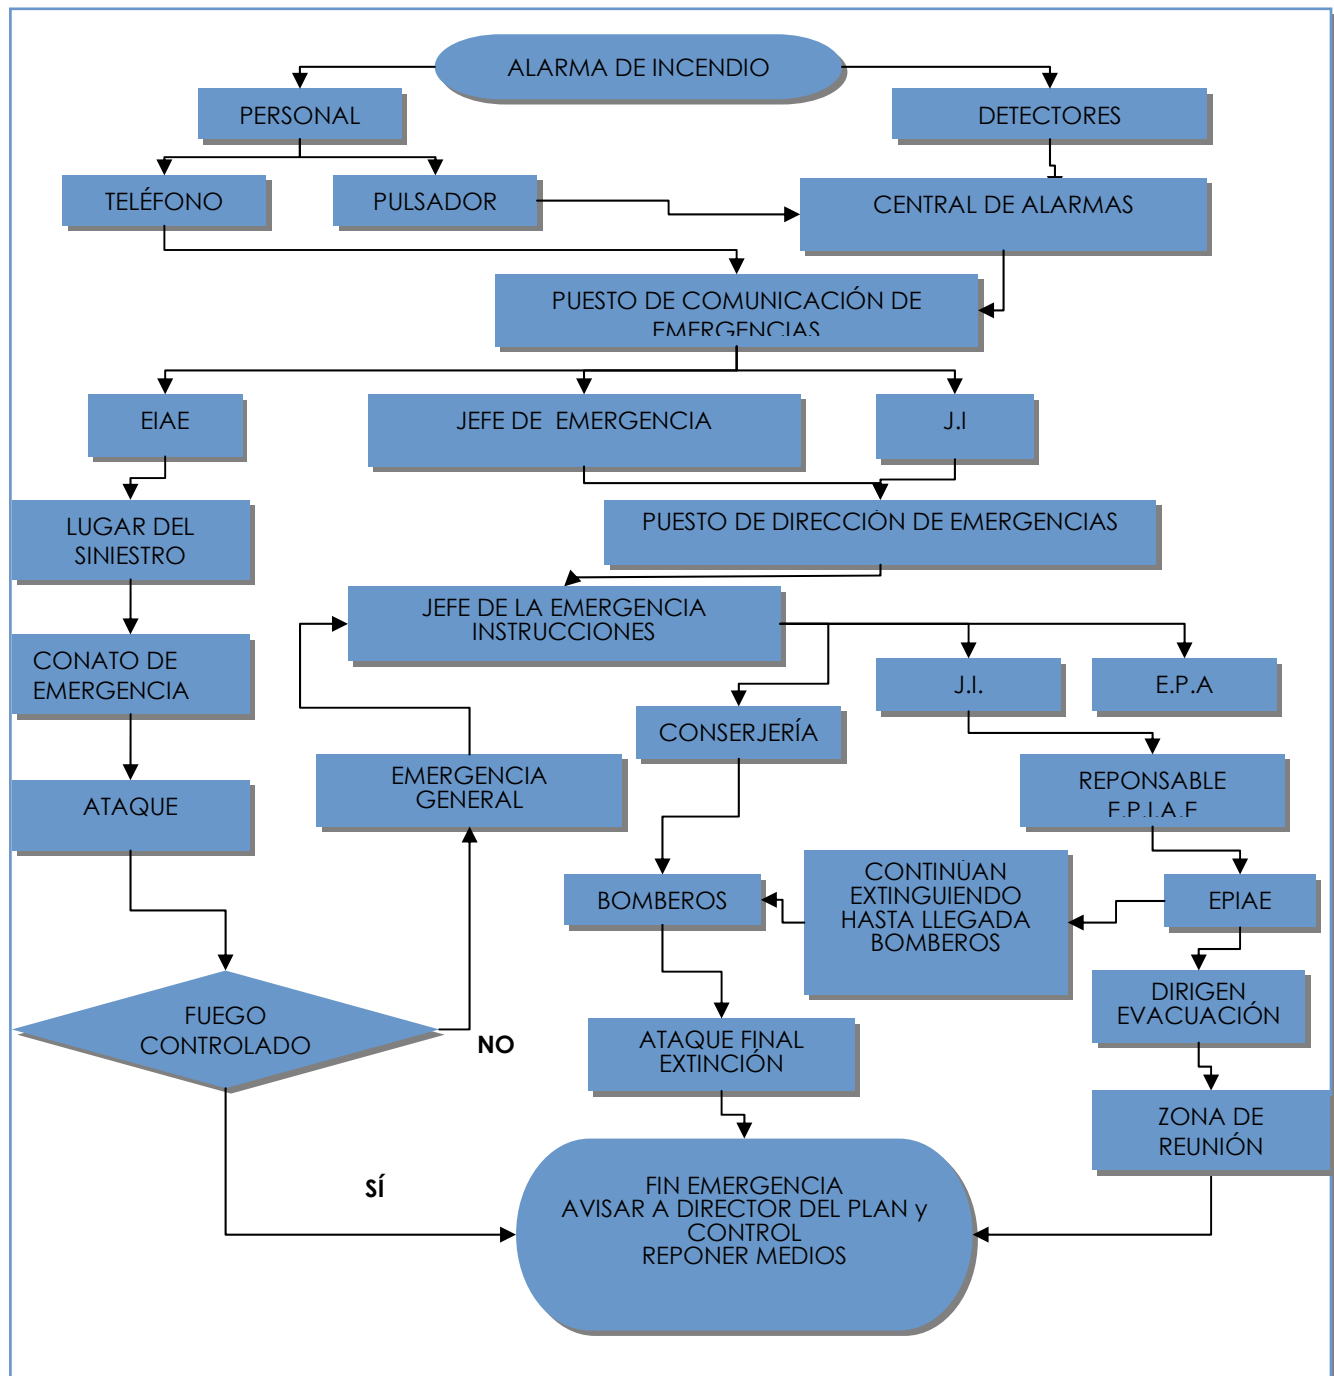 ALARMA DE INCENDIO
PERSONAL
DETECTORES
TELÉFONO
PULSADOR
CENTRAL DE ALARMAS
PUESTO DE COMUNICACIÓN DE
EMERGENCIAS
EIAE
JEFE DE EMERGENCIA
J.I
LUGAR DEL
SINIESTRO
PUESTO DE DIRECCIÓN DE EMERGENCIAS
JEFE DE LA EMERGENCIA
INSTRUCCIONES
CONATO DE
EMERGENCIA
J.I.
E.P.A
CONSERJERÍA
EMERGENCIA
GENERAL
REPONSABLE
ATAQUE
BOMBEROS
CONTINÚAN
EXTINGUIENDO
HASTA LLEGADA
BOMBEROS
EPIAE
DIRIGEN
EVACUACIÓN
FUEGO
CONTROLADO
NO
ATAQUE FINAL
EXTINCIÓN
ZONA DE
REUNIÓN
SÍ
FIN EMERGENCIA
AVISAR A DIRECTOR DEL PLAN y
CONTROL
REPONER MEDIOS